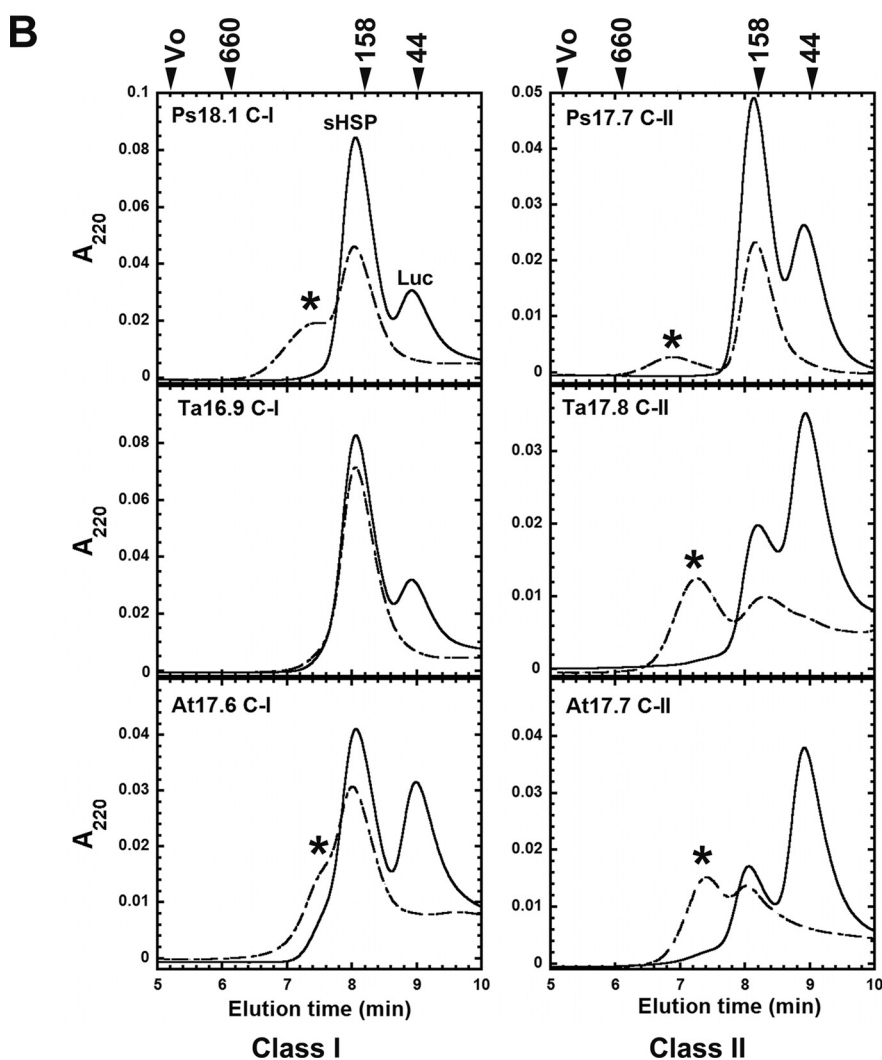 B
Vo 660 158 44
Vo 660 158 44
Ps18.1 C-I
sHSP
Luc
*
A220
0.1
0.08
0.06
0.04
0.02
0
Ps17.7 C-II
*
A220
0.05
0.04
0.03
0.02
0.01
0
Ta16.9 C-I
A220
0.08
0.06
0.04
0.02
0
Ta17.8 C-II
*
0.03
0.02
0.01
0
At17.6 C-I
*
A220
0.04
0.03
0.02
0.01
0
At17.7 C-II
*
0.04
0.03
0.02
0.01
0
5 6 7 8 9 10
5 6 7 8 9 10
Elution time (min)
Elution time (min)
Class I
Class II